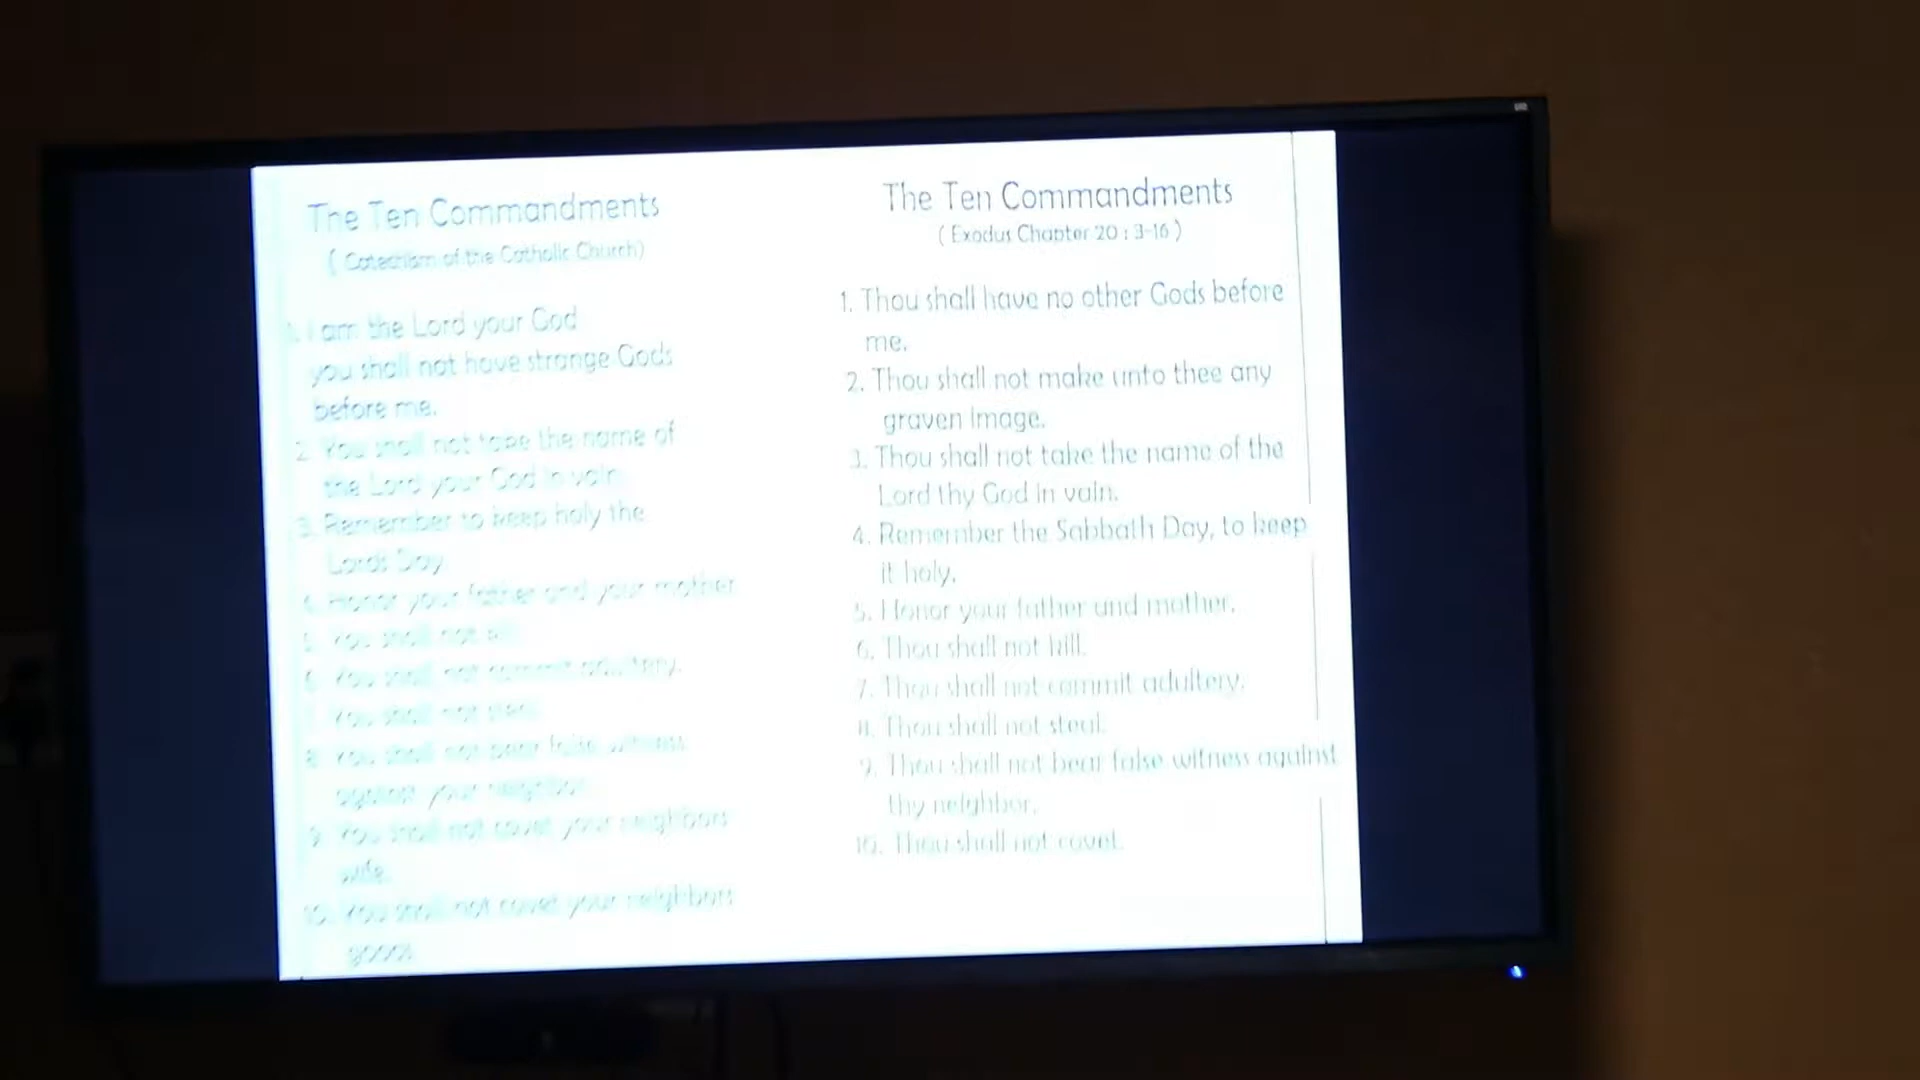 The Ten Commandments
( Catechism of the Catholic Church)
1. I am the Lord your God
you shall not have strange Gods
before me.
2. You shall not take the name of
the Lord your God in vain
3. Remember to keep holy the
Lords Day
4. Honor your father and your mother
5. You shall not kill
6. You shall not commit adultery.
7. You shall not steal
8. You shall not bear false witness
against your neighbor
9. You shall not covet your neighbors
wife.
10. You shall not covet your neighbors
goods
The Ten Commandments
( Exodus Chapter 20 : 3-16 )
1. Thou shall have no other Gods before
me.
2. Thou shall not make unto thee any
graven image.
3. Thou shall not take the name of the
Lord thy God in vain.
4. Remember the Sabbath Day, to keep
it holy.
5. Honor your father and mother.
6. Thou shall not kill.
7. Thou shall not commit adultery.
8. Thou shall not steal.
9. Thou shall not bear false witness against
thy neighbor.
10. Thou shall not covet.